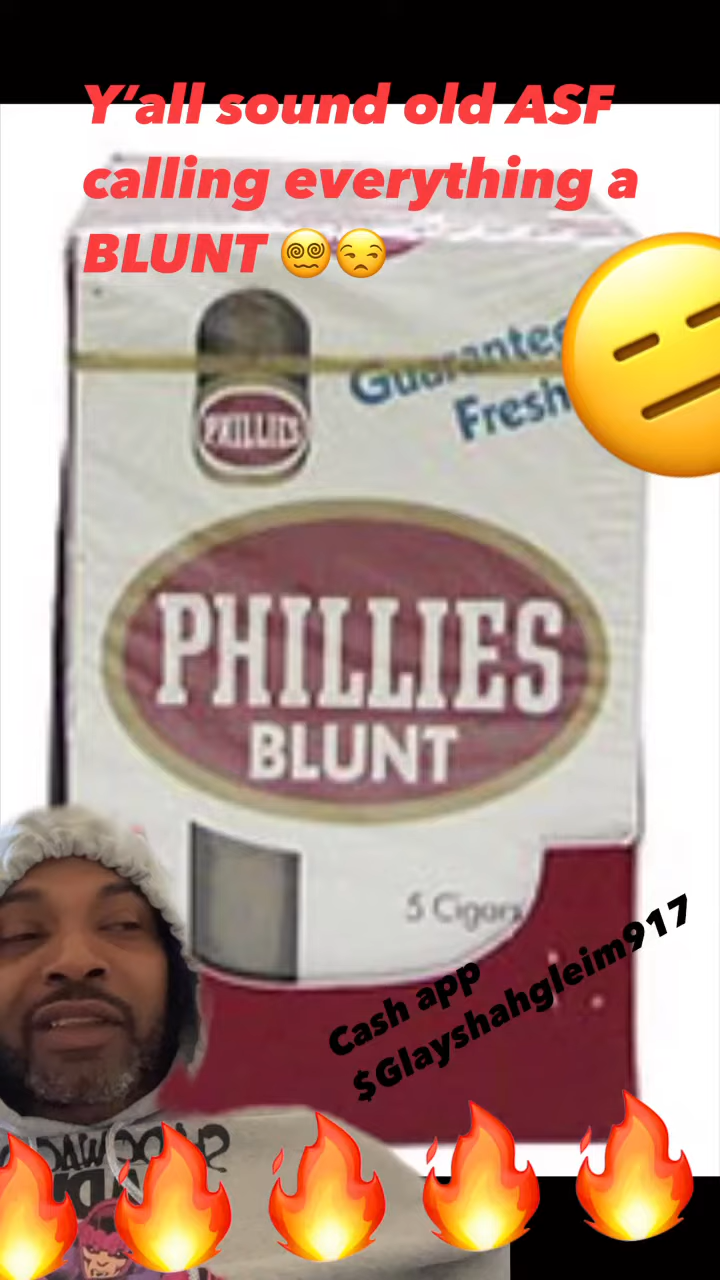 Y'all sound old ASF
calling everything a
BLUNT 😵‍💫😒
Guarantee
Fresh
PHILLIES
PHILLIES
BLUNT
5 Cigars
Cash app
$Glayshahgleim917